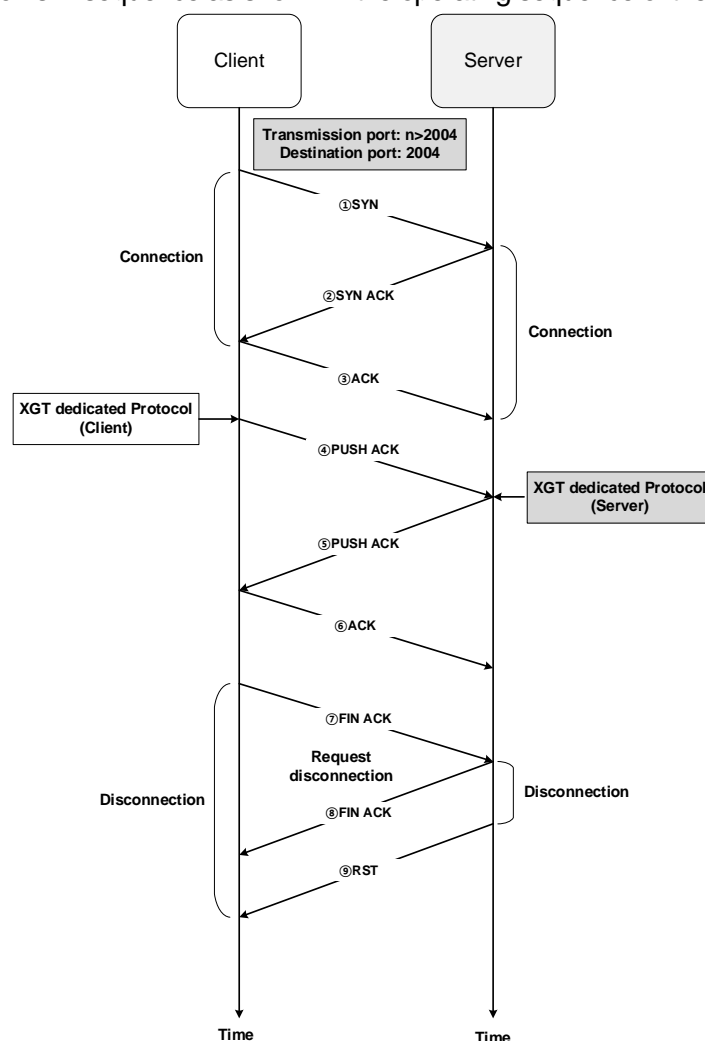 Client
Server
Transmission port: n>2004
Destination port: 2004
①SYN
Connection
②SYN ACK
Connection
③ACK
XGT dedicated Protocol
(Client)
④PUSH ACK
XGT dedicated Protocol
(Server)
⑤PUSH ACK
⑥ACK
⑦FIN ACK
Request
disconnection
Disconnection
Disconnection
⑧FIN ACK
⑨RST
Time
Time